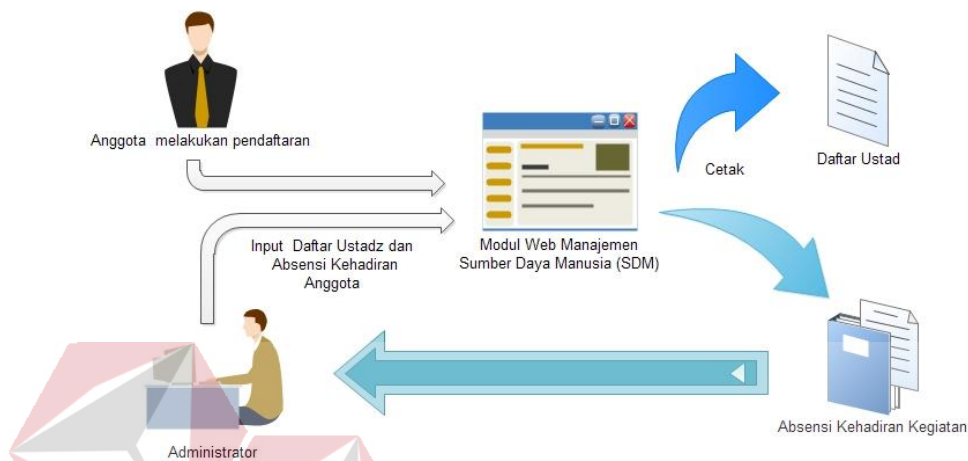 Anggota melakukan pendaftaran
Cetak
Daftar Ustad
Input Daftar Ustadz dan
Absensi Kehadiran
Anggota
Modul Web Manajemen
Sumber Daya Manusia (SDM)
Absensi Kehadiran Kegiatan
Administrator